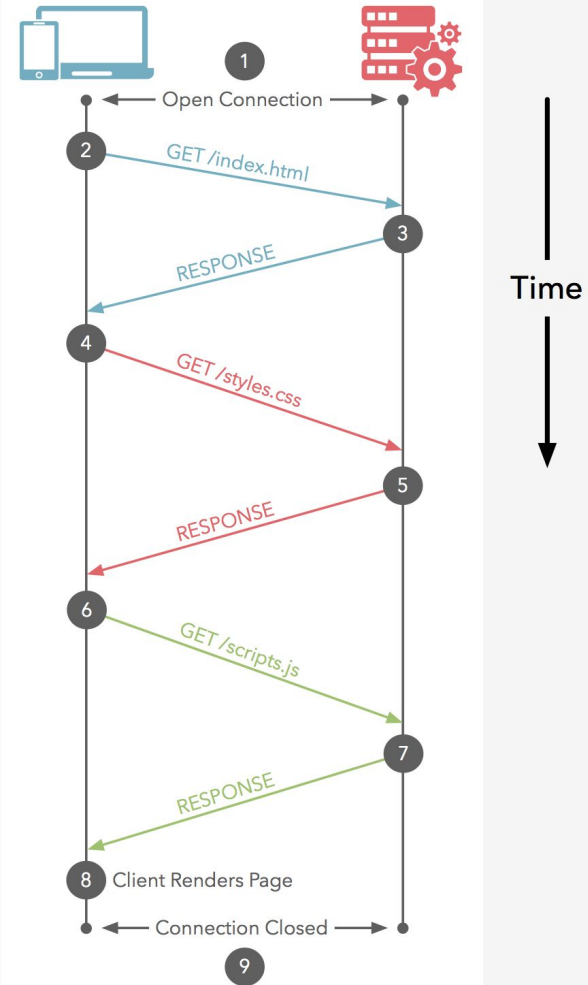 1
Open Connection
2
GET /index.html
3
RESPONSE
Time
4
GET /styles.css
5
RESPONSE
6
GET /scripts.js
7
RESPONSE
8 Client Renders Page
Connection Closed
9